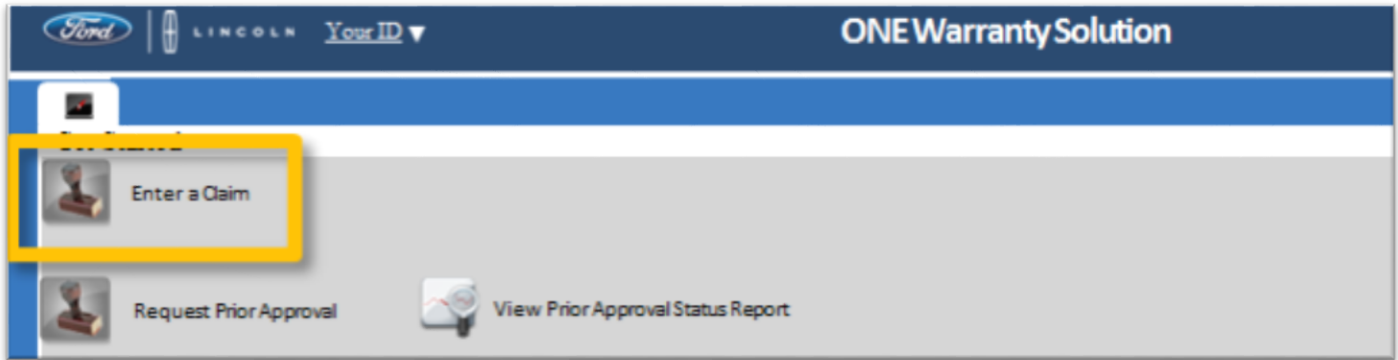 Ford LINCOLN Your ID ▼ ONE Warranty Solution
Enter a Claim
Request Prior Approval View Prior Approval Status Report